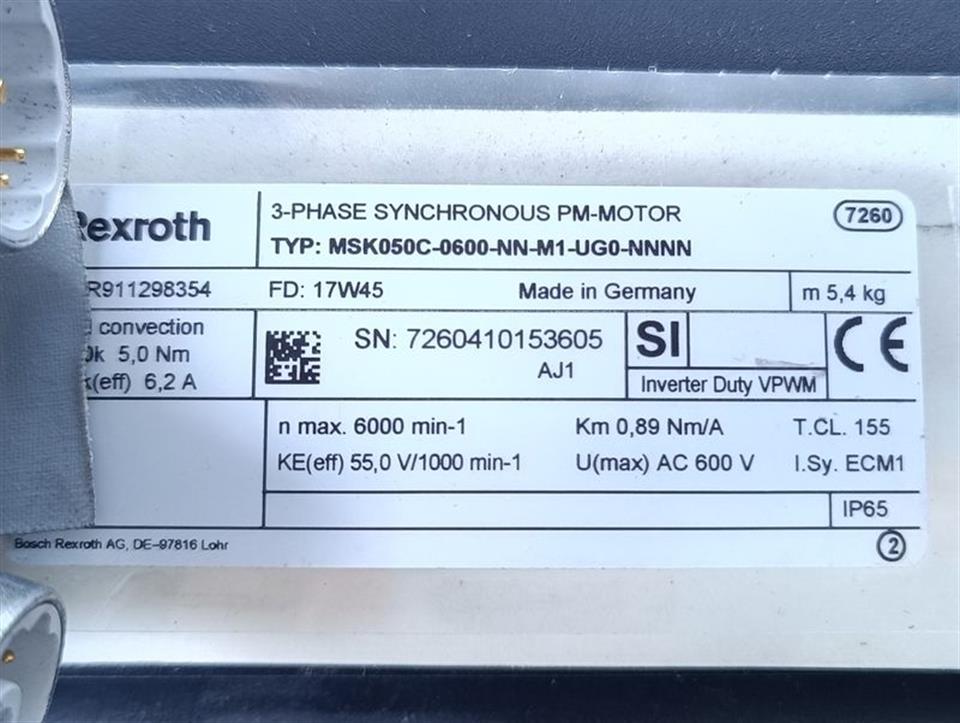 Rexroth
3-PHASE SYNCHRONOUS PM-MOTOR
7260
TYP: MSK050C-0600-NN-M1-UG0-NNNN
R911298354
FD: 17W45
Made in Germany
m 5,4 kg
convection
0k 5,0 Nm
k(eff) 6,2 A
SN: 7260410153605
AJ1
SI
Inverter Duty VPWM
CE
n max. 6000 min-1
Km 0,89 Nm/A
T.CL. 155
KE(eff) 55,0 V/1000 min-1
U(max) AC 600 V
I.Sy. ECM1
IP65
Bosch Rexroth AG, DE-97816 Lohr
2